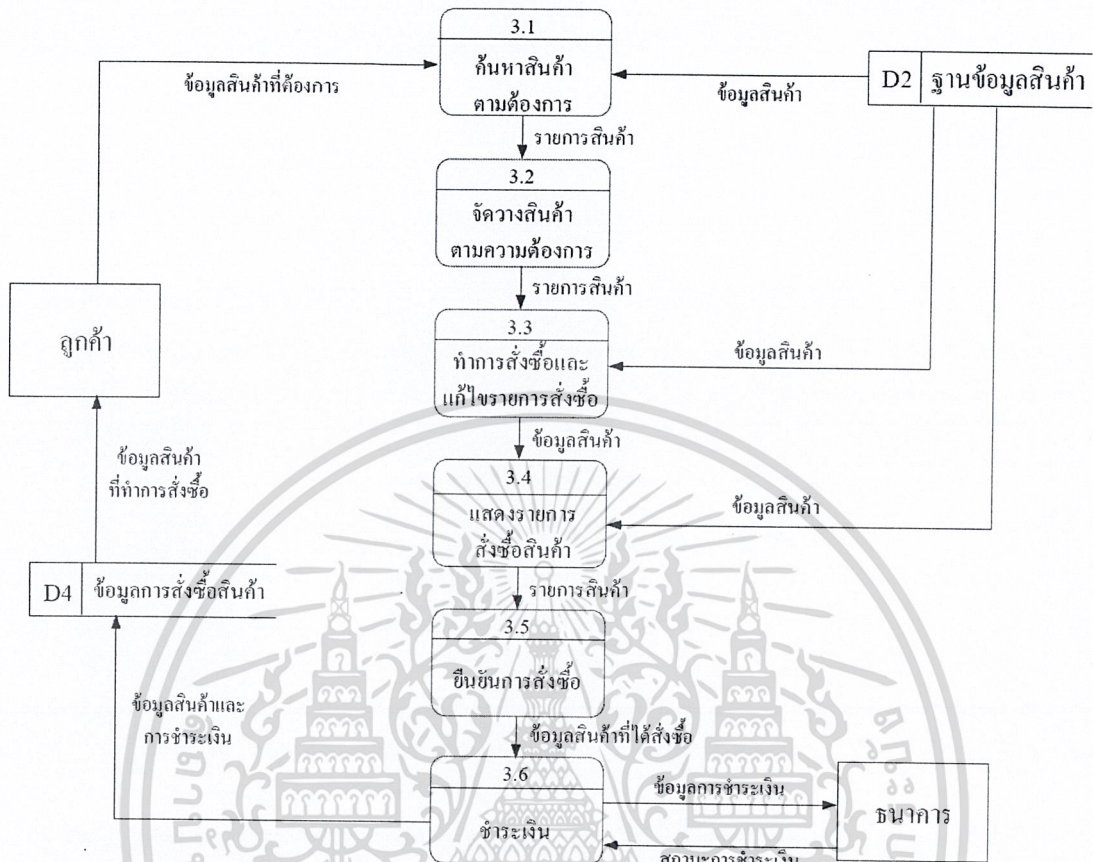 3.1
ค้นหาสินค้า
ตามต้องการ
ข้อมูลสินค้าที่ต้องการ
ข้อมูลสินค้า
D2 ฐานข้อมูลสินค้า
รายการสินค้า
3.2
จัดวางสินค้า
ตามความต้องการ
รายการสินค้า
ลูกค้า
3.3
ทำการสั่งซื้อและ
แก้ไขรายการสั่งซื้อ
ข้อมูลสินค้า
ข้อมูลสินค้า
ข้อมูลสินค้า
ที่ทำการสั่งซื้อ
3.4
แสดงรายการ
สั่งซื้อสินค้า
ข้อมูลสินค้า
D4 ข้อมูลการสั่งซื้อสินค้า
รายการสินค้า
3.5
ยืนยันการสั่งซื้อ
ข้อมูลสินค้าและ
การชำระเงิน
ข้อมูลสินค้าที่ได้สั่งซื้อ
3.6
ชำระเงิน
ข้อมูลการชำระเงิน
ธนาคาร
สถานะการชำระเงิน